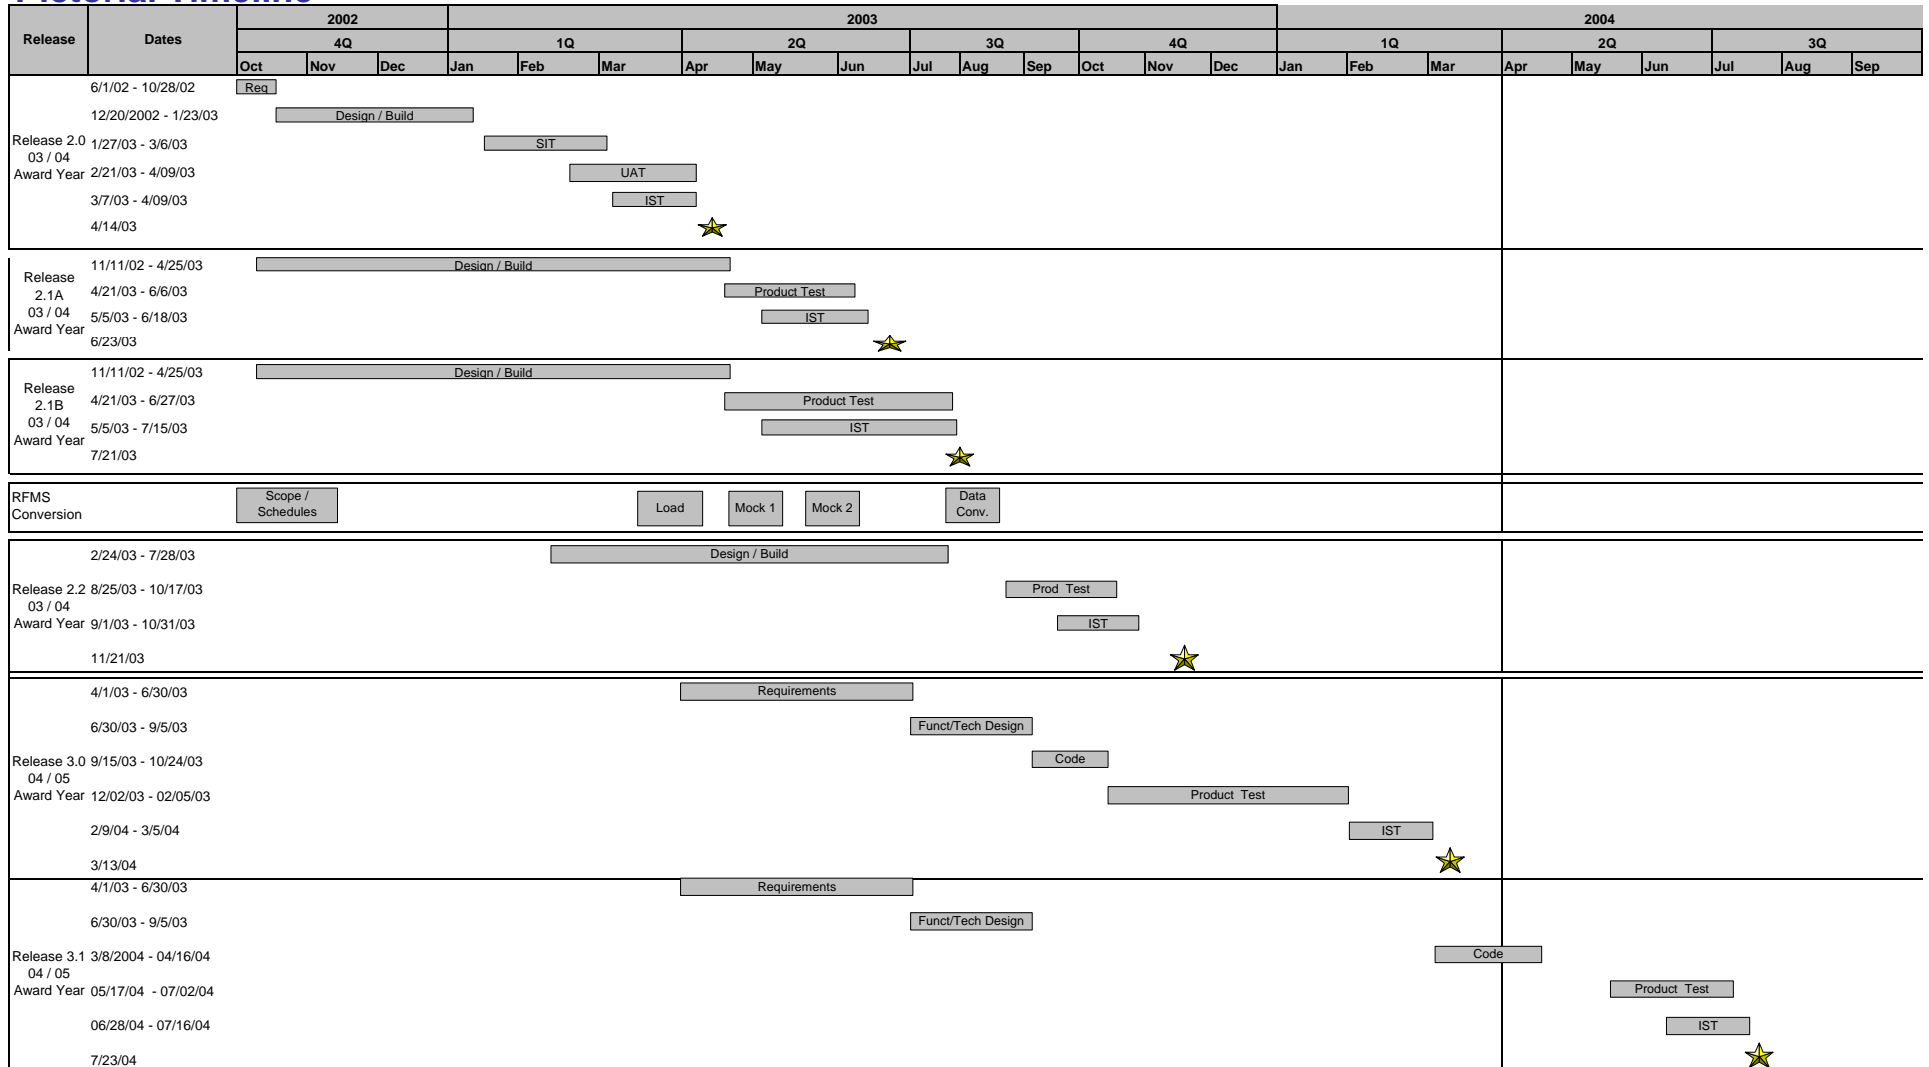 Pictorial Timeline
2002 2003 2004
Release Dates
4Q 1Q 2Q 3Q 4Q 1Q 2Q 3Q
Oct Nov Dec Jan Feb Mar Apr May Jun Jul Aug Sep Oct Nov Dec Jan Feb Mar Apr May Jun Jul Aug Sep
6/1/02 - 10/28/02 Req
12/20/2002 - 1/23/03 Design / Build
Release 2.0 1/27/03 - 3/6/03 SIT
03 / 04
Award Year 2/21/03 - 4/09/03 UAT
3/7/03 - 4/09/03 IST
4/14/03
11/11/02 - 4/25/03 Design / Build
Release
2.1A 4/21/03 - 6/6/03 Product Test
03 / 04
5/5/03 - 6/18/03 IST
Award Year
6/23/03
11/11/02 - 4/25/03 Design / Build
Release
2.1B 4/21/03 - 6/27/03 Product Test
03 / 04
5/5/03 - 7/15/03 IST
Award Year
7/21/03
RFMS
Conversion
Scope /
Schedules
Load Mock 1 Mock 2
Data
Conv.
2/24/03 - 7/28/03 Design / Build
Release 2.2 8/25/03 - 10/17/03 Prod Test
03 / 04
Award Year 9/1/03 - 10/31/03 IST
11/21/03
4/1/03 - 6/30/03 Requirements
6/30/03 - 9/5/03 Funct/Tech Design
Release 3.0 9/15/03 - 10/24/03 Code
04 / 05
Award Year 12/02/03 - 02/05/03 Product Test
2/9/04 - 3/5/04 IST
3/13/04
4/1/03 - 6/30/03 Requirements
6/30/03 - 9/5/03 Funct/Tech Design
Release 3.1 3/8/2004 - 04/16/04 Code
04 / 05
Award Year 05/17/04 - 07/02/04 Product Test
06/28/04 - 07/16/04 IST
7/23/04